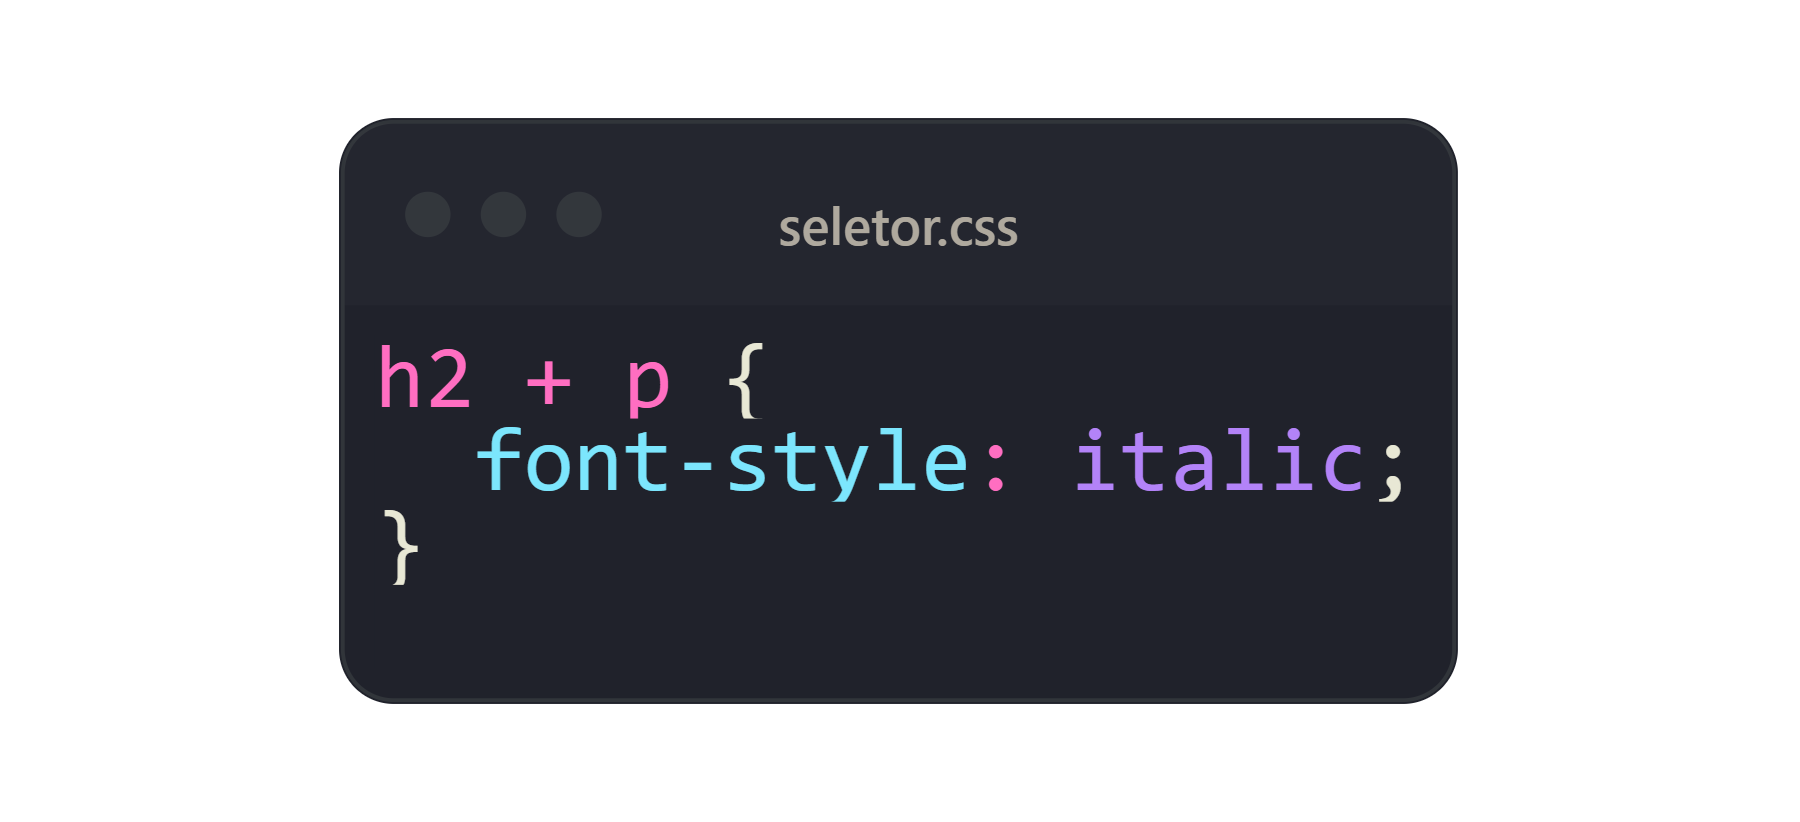 seletor.css
h2 + p {
  font-style: italic;
}